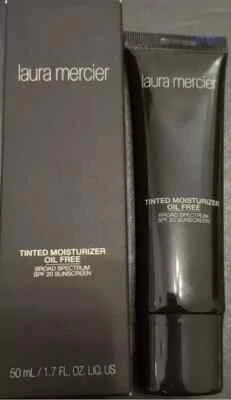 laura mercier
TINTED MOISTURIZER
OIL FREE
BROAD SPECTRUM
SPF 20 SUNSCREEN
50 mL / 1.7 FL. OZ. LIQ. US
laura mercier
TINTED MOISTURIZER
OIL FREE
BROAD SPECTRUM
SPF 20 SUNSCREEN